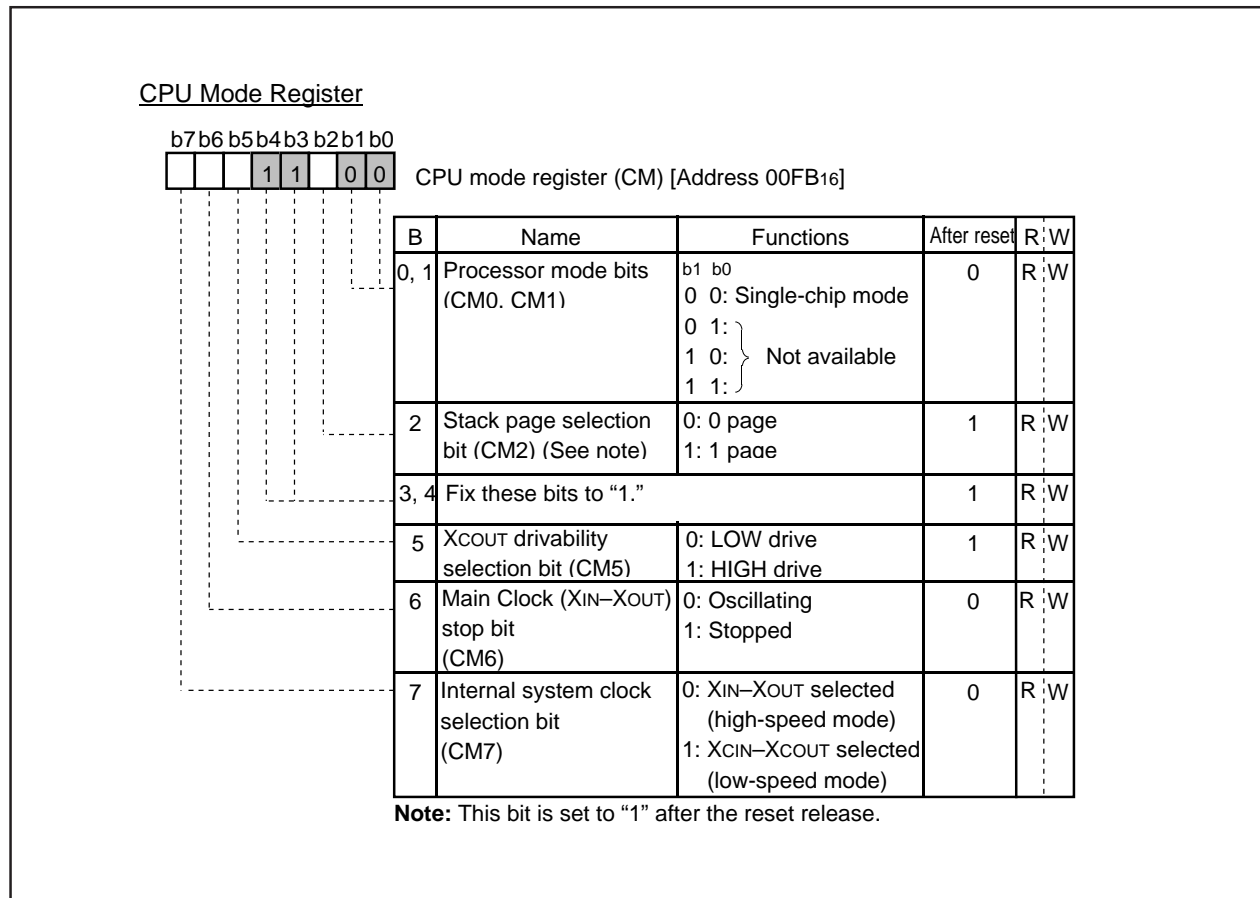 CPU Mode Register
b7 b6 b5 b4 b3 b2 b1 b0
1 1 0 0
CPU mode register (CM) [Address 00FB16]
B Name Functions After reset R W
0, 1 Processor mode bits (CM0, CM1)
b1 b0
0 0: Single-chip mode
0 1:
1 0: Not available
1 1:
0 R W
2 Stack page selection bit (CM2) (See note)
0: 0 page
1: 1 page
1 R W
3, 4 Fix these bits to “1.” 1 R W
5 XCOUT drivability selection bit (CM5)
0: LOW drive
1: HIGH drive
1 R W
6 Main Clock (XIN–XOUT) stop bit (CM6)
0: Oscillating
1: Stopped
0 R W
7 Internal system clock selection bit (CM7)
0: XIN–XOUT selected (high-speed mode)
1: XCIN–XCOUT selected (low-speed mode)
0 R W
Note: This bit is set to “1” after the reset release.